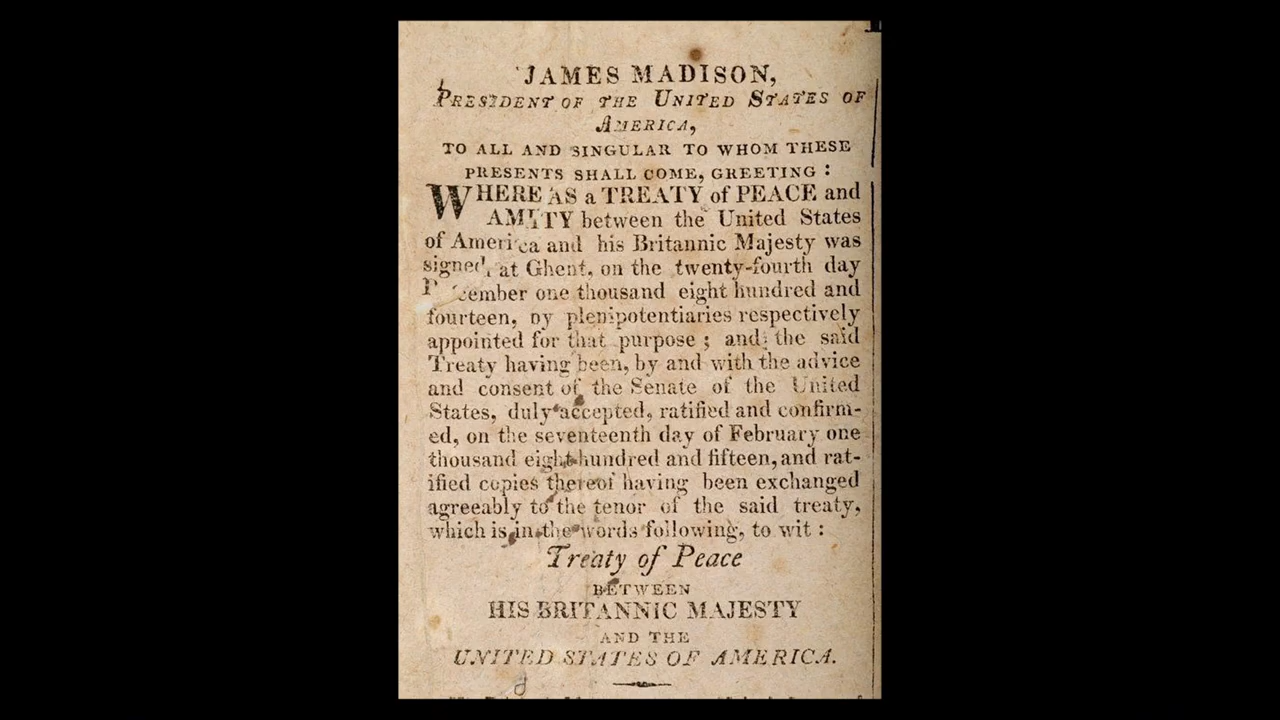 JAMES MADISON,
PRESIDENT OF THE UNITED STATES OF
AMERICA,
TO ALL AND SINGULAR TO WHOM THESE
PRESENTS SHALL COME, GREETING :
WHEREAS a TREATY of PEACE and
AMITY between the United States
of America and his Britannic Majesty was
signed, at Ghent, on the twenty-fourth day
one thousand eight hundred and
fourteen, by plenipotentiaries respectively
appointed for that purpose ; and the said
Treaty having been, by and with the advice
and consent of the Senate of the United
States, duly accepted, ratified and confirm-
ed, on the seventeenth day of February one
thousand eight hundred and fifteen, and rat-
ified copies thereof having been exchanged
agreeably to the tenor of the said treaty,
which is in the words following, to wit :
Treaty of Peace
BETWEEN
HIS BRITANNIC MAJESTY
AND THE
UNITED STATES OF AMERICA.